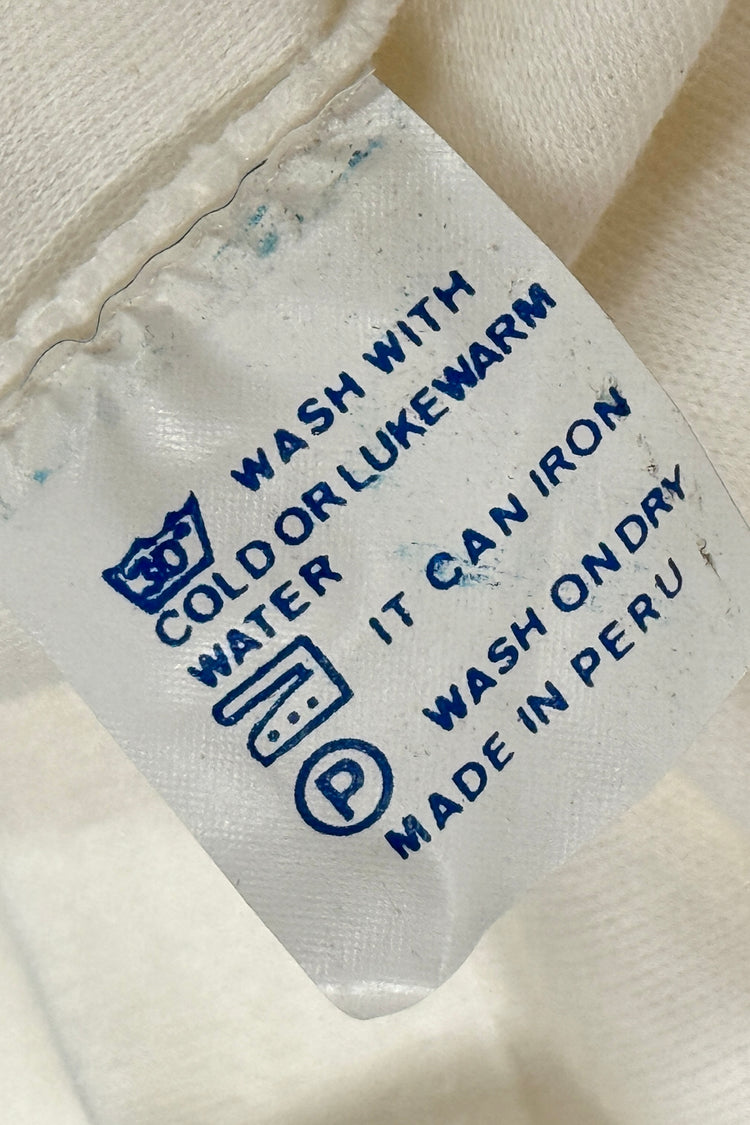 30° WASH WITH
COLD OR LUKEWARM
WATER
IT CAN IRON
P WASH ON DRY
MADE IN PERU